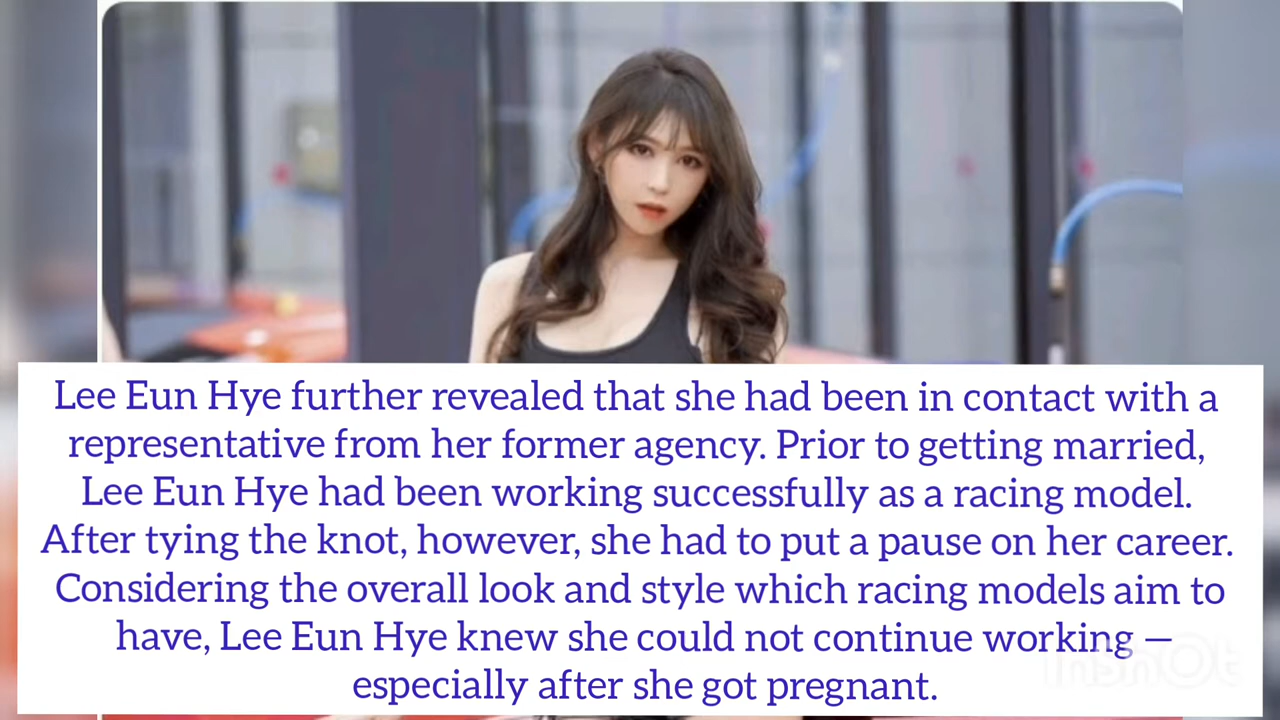 Lee Eun Hye further revealed that she had been in contact with a
representative from her former agency. Prior to getting married,
Lee Eun Hye had been working successfully as a racing model.
After tying the knot, however, she had to put a pause on her career.
Considering the overall look and style which racing models aim to
have, Lee Eun Hye knew she could not continue working —
especially after she got pregnant.
InShOt